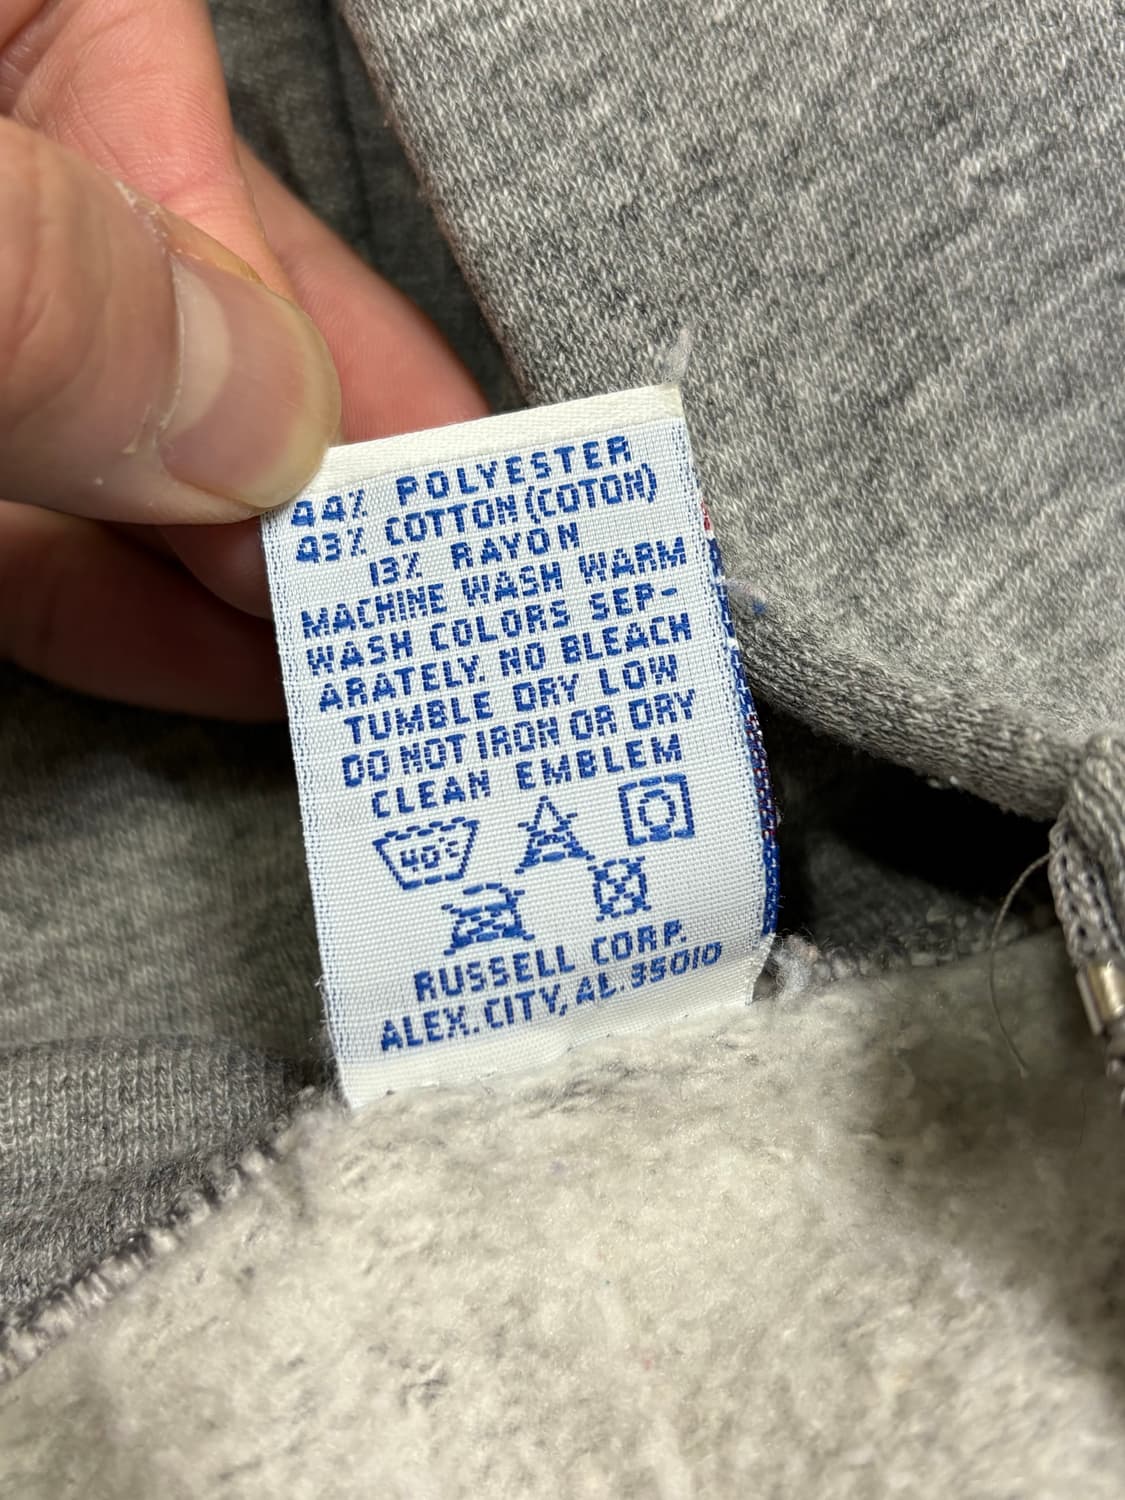 44% POLYESTER
43% COTTON (COTON)
13% RAYON
MACHINE WASH WARM
WASH COLORS SEP-
ARATELY. NO BLEACH
TUMBLE DRY LOW
DO NOT IRON OR DRY
CLEAN EMBLEM
40°C
RUSSELL CORP.
ALEX. CITY, AL. 35010